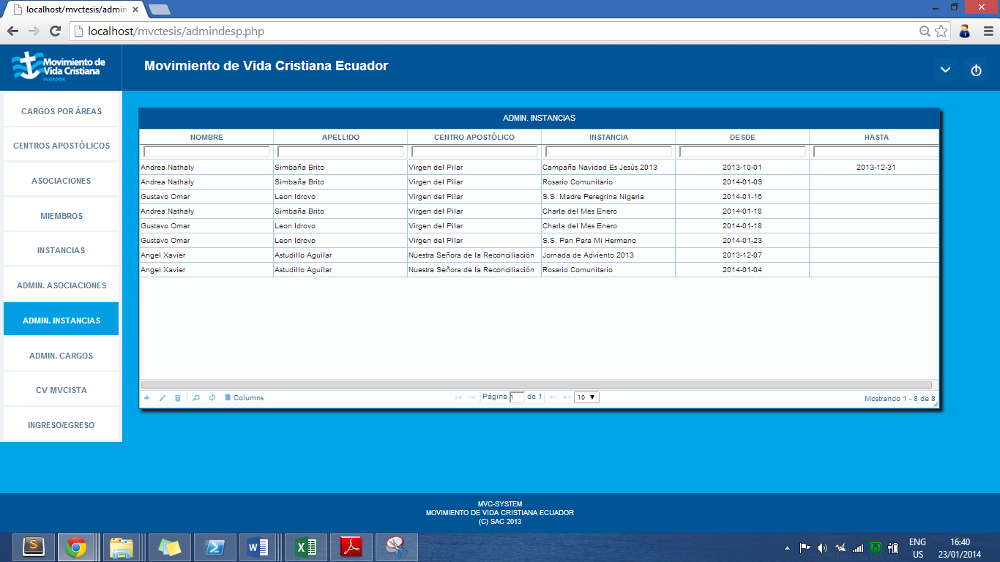 localhost/mvctesis/admin
localhost/mvctesis/admindesp.php
Movimiento de
Vida Cristiana
ECUADOR
Movimiento de Vida Cristiana Ecuador
CARGOS POR ÁREAS
CENTROS APOSTÓLICOS
ASOCIACIONES
MIEMBROS
INSTANCIAS
ADMIN. ASOCIACIONES
ADMIN. INSTANCIAS
ADMIN. CARGOS
CV MVCISTA
INGRESO/EGRESO
ADMIN. INSTANCIAS
NOMBRE APELLIDO CENTRO APOSTÓLICO INSTANCIA DESDE HASTA
Andrea Nathaly Simbaña Brito Virgen del Pilar Campaña Navidad Es Jesús 2013 2013-10-01 2013-12-31
Andrea Nathaly Simbaña Brito Virgen del Pilar Rosario Comunitario 2014-01-09
Gustavo Omar Leon Idrovo Virgen del Pilar S.S. Madre Peregrina Nigeria 2014-01-16
Andrea Nathaly Simbaña Brito Virgen del Pilar Charla del Mes Enero 2014-01-18
Gustavo Omar Leon Idrovo Virgen del Pilar Charla del Mes Enero 2014-01-18
Gustavo Omar Leon Idrovo Virgen del Pilar S.S. Pan Para Mi Hermano 2014-01-23
Angel Xavier Astudillo Aguilar Nuestra Señora de la Reconciliación Jornada de Adviento 2013 2013-12-07
Angel Xavier Astudillo Aguilar Nuestra Señora de la Reconciliación Rosario Comunitario 2014-01-04
Columns Página 1 de 1 10 Mostrando 1 - 8 de 8
MVC-SYSTEM
MOVIMIENTO DE VIDA CRISTIANA ECUADOR
(C) SAC 2013
ENG 16:40
US 23/01/2014